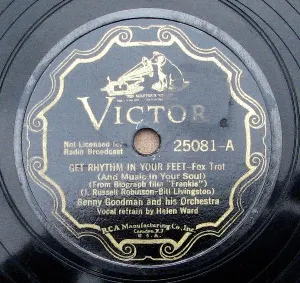 VICTOR
Not Licensed for
Radio Broadcast
25081-A
GET RHYTHM IN YOUR FEET-Fox Trot
(And Music in Your Soul)
(From Biograph film "Frankie")
(J. Russell Robinson-Bill Livingston)
Benny Goodman and his Orchestra
Vocal refrain by Helen Ward
RCA Manufacturing Co., Inc.
Camden, N.J.
U.S.A.